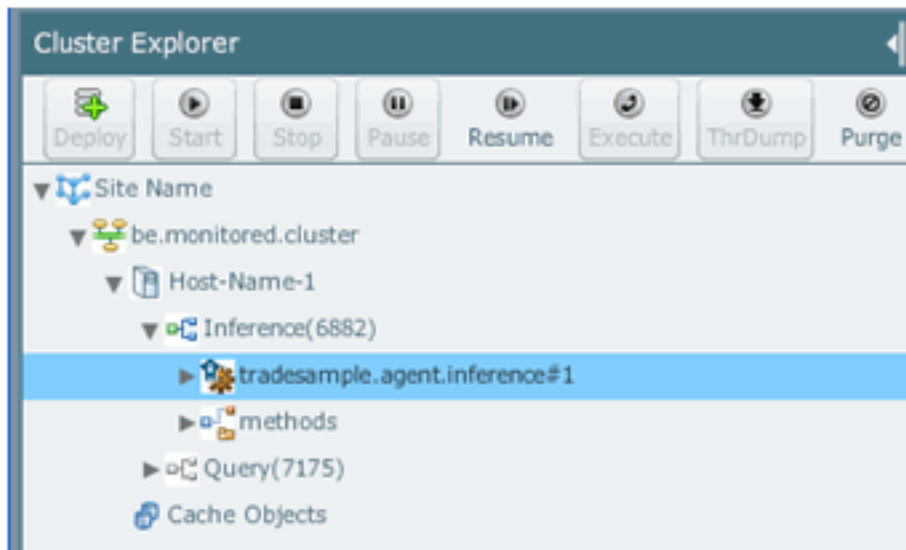 Cluster Explorer
Deploy Start Stop Pause Resume Execute ThrDump Purge
Site Name
be.monitored.cluster
Host-Name-1
Inference(6882)
tradesample.agent.inference#1
methods
Query(7175)
Cache Objects